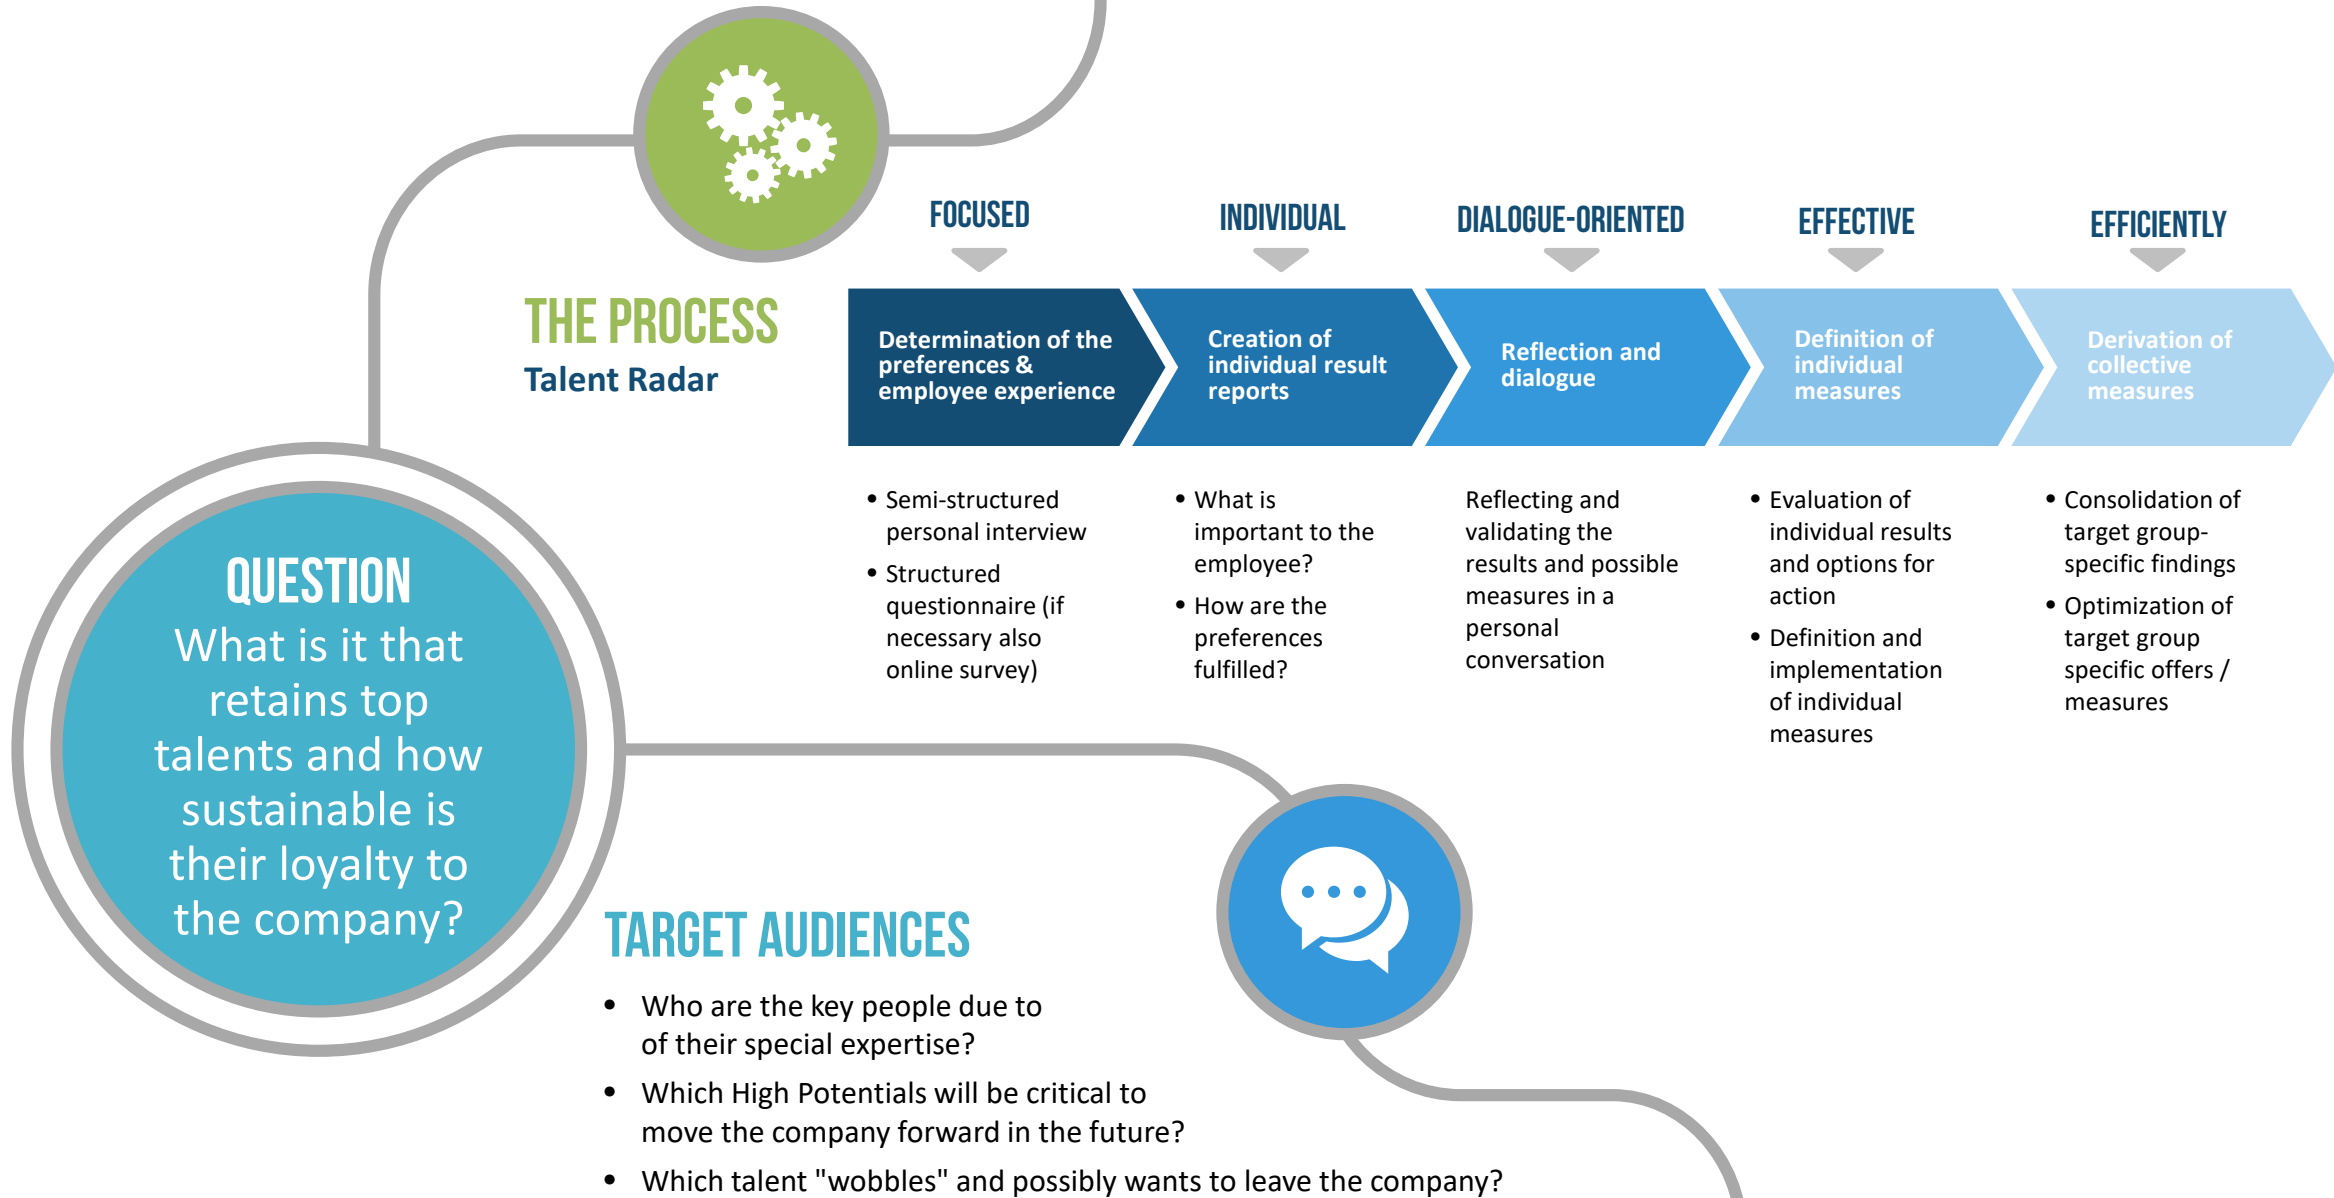 THE PROCESS
Talent Radar
FOCUSED
Determination of the
preferences &
employee experience
• Semi-structured
personal interview
• Structured
questionnaire (if
necessary also
online survey)
INDIVIDUAL
Creation of
individual result
reports
• What is
important to the
employee?
• How are the
preferences
fulfilled?
DIALOGUE-ORIENTED
Reflection and
dialogue
Reflecting and
validating the
results and possible
measures in a
personal
conversation
EFFECTIVE
Definition of
individual
measures
• Evaluation of
individual results
and options for
action
• Definition and
implementation
of individual
measures
EFFICIENTLY
Derivation of
collective
measures
• Consolidation of
target group-
specific findings
• Optimization of
target group
specific offers /
measures
QUESTION
What is it that
retains top
talents and how
sustainable is
their loyalty to
the company?
TARGET AUDIENCES
• Who are the key people due to
of their special expertise?
• Which High Potentials will be critical to
move the company forward in the future?
• Which talent "wobbles" and possibly wants to leave the company?